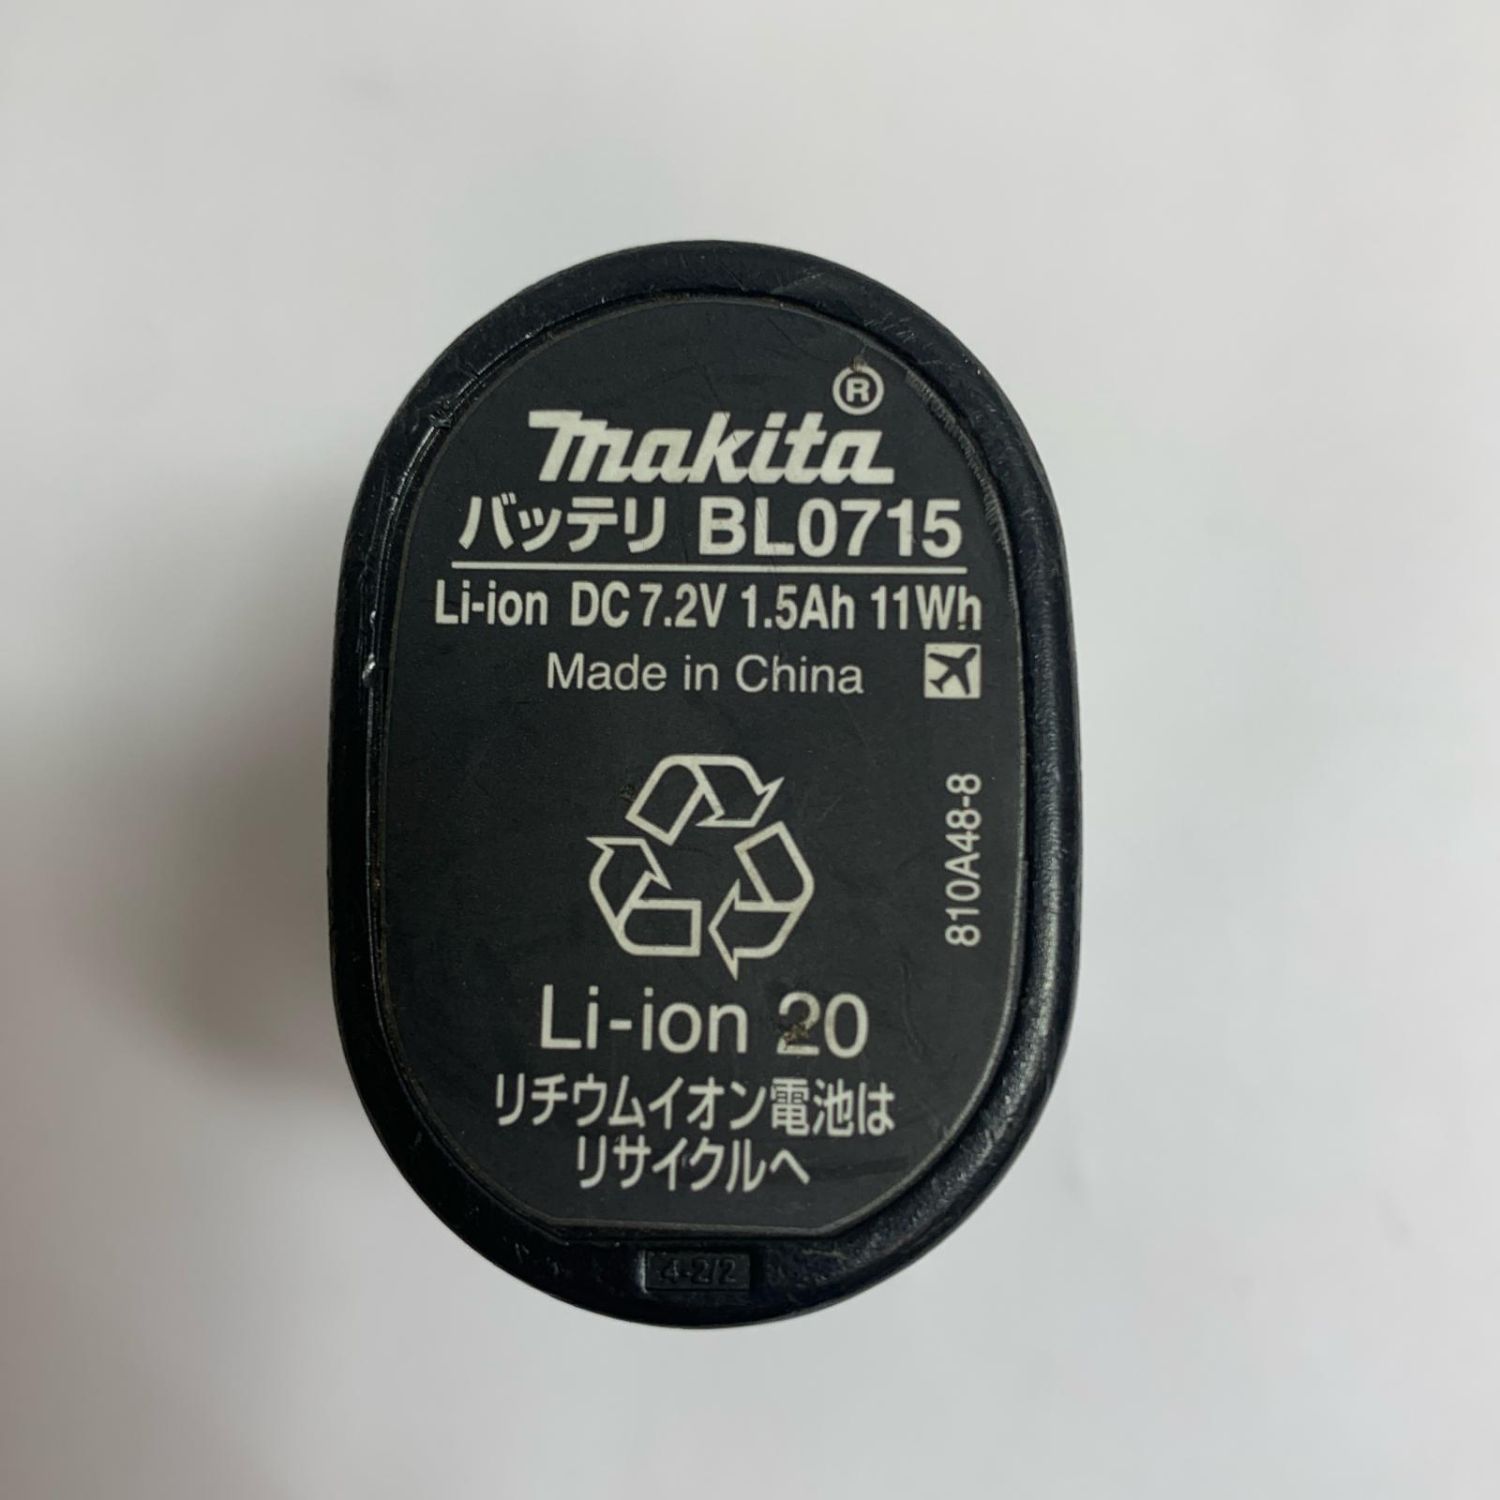 makita®
バッテリ BL0715
Li-ion DC 7.2V 1.5Ah 11Wh
Made in China
810A48-8
Li-ion 20
リチウムイオン電池は
リサイクルへ
4-2/2